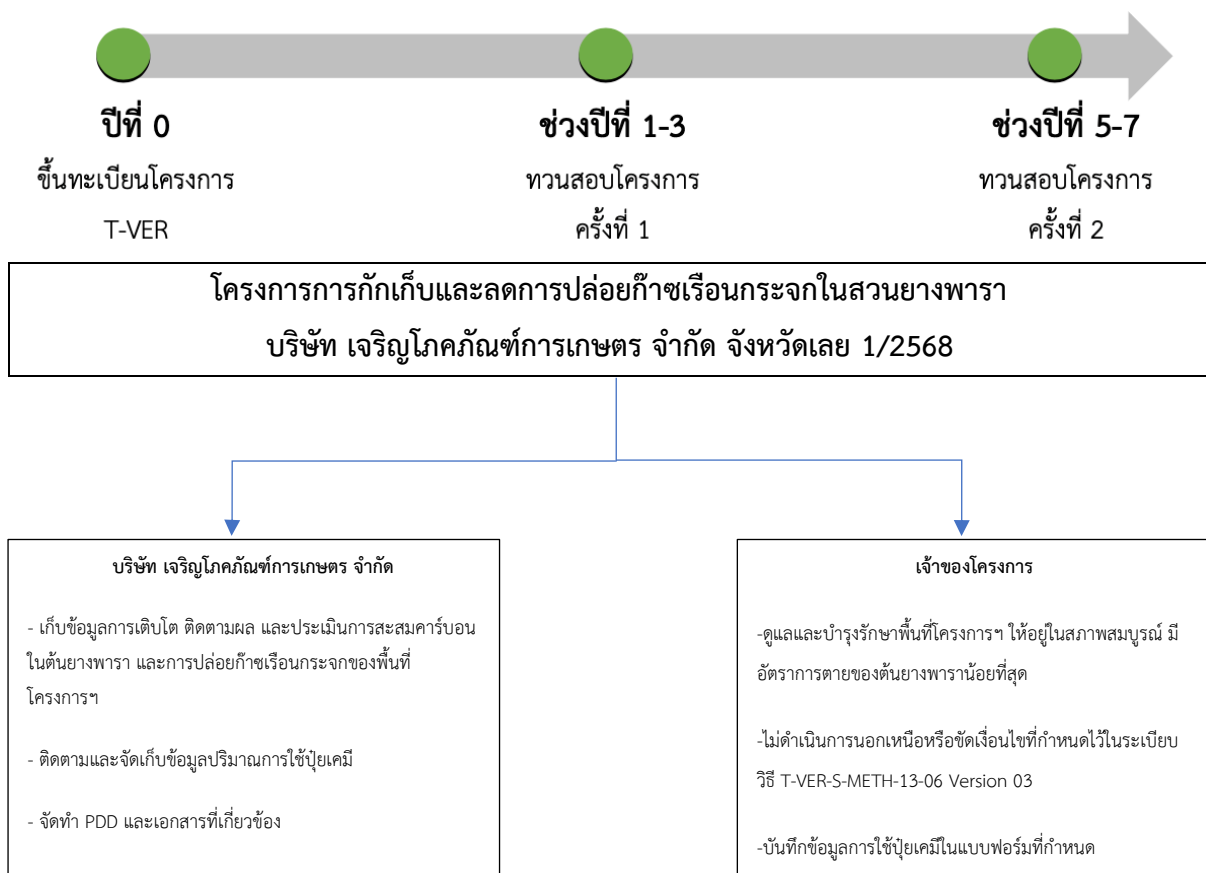 ปีที่ 0
ขึ้นทะเบียนโครงการ
T-VER
ช่วงปีที่ 1-3
ทวนสอบโครงการ
ครั้งที่ 1
ช่วงปีที่ 5-7
ทวนสอบโครงการ
ครั้งที่ 2
โครงการการกักเก็บและลดการปล่อยก๊าซเรือนกระจกในสวนยางพารา
บริษัท เจริญโภคภัณฑ์การเกษตร จำกัด จังหวัดเลย 1/2568
บริษัท เจริญโภคภัณฑ์การเกษตร จำกัด
- เก็บข้อมูลการเติบโต ติดตามผล และประเมินการสะสมคาร์บอน
ในต้นยางพารา และการปล่อยก๊าซเรือนกระจกของพื้นที่
โครงการฯ
- ติดตามและจัดเก็บข้อมูลปริมาณการใช้ปุ๋ยเคมี
- จัดทำ PDD และเอกสารที่เกี่ยวข้อง
เจ้าของโครงการ
-ดูแลและบำรุงรักษาพื้นที่โครงการฯ ให้อยู่ในสภาพสมบูรณ์ มี
อัตราการตายของต้นยางพาราน้อยที่สุด
-ไม่ดำเนินการนอกเหนือหรือขัดเงื่อนไขที่กำหนดไว้ในระเบียบ
วิธี T-VER-S-METH-13-06 Version 03
-บันทึกข้อมูลการใช้ปุ๋ยเคมีในแบบฟอร์มที่กำหนด